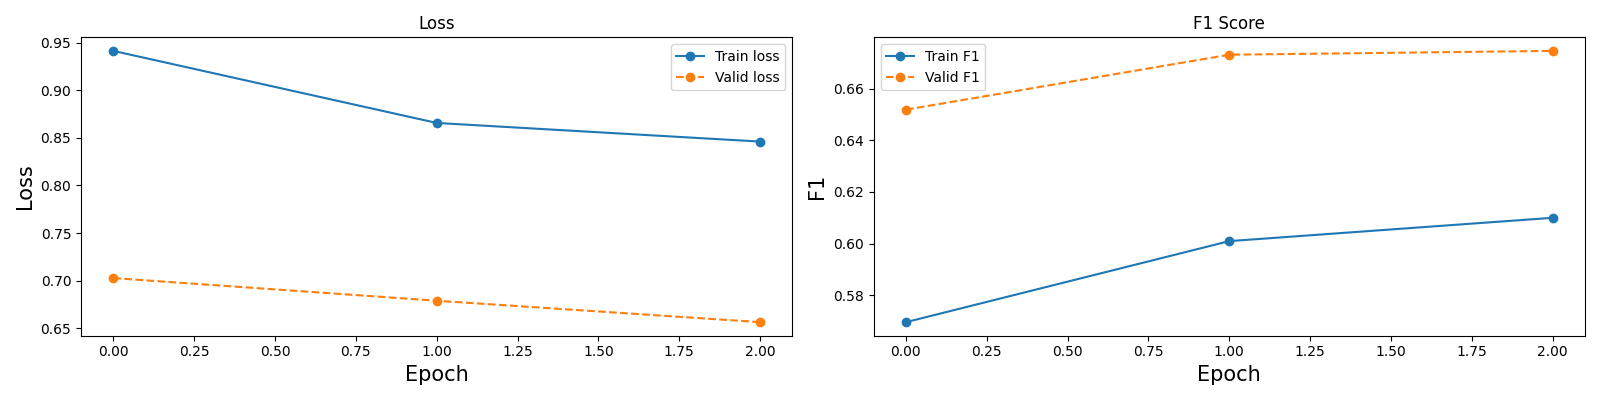 Loss
0.95
0.90
0.85
0.80
0.75
0.70
0.65
Loss
Train loss
Valid loss
0.00 0.25 0.50 0.75 1.00 1.25 1.50 1.75 2.00
Epoch
F1 Score
0.66
0.64
0.62
0.60
0.58
F1
Train F1
Valid F1
0.00 0.25 0.50 0.75 1.00 1.25 1.50 1.75 2.00
Epoch